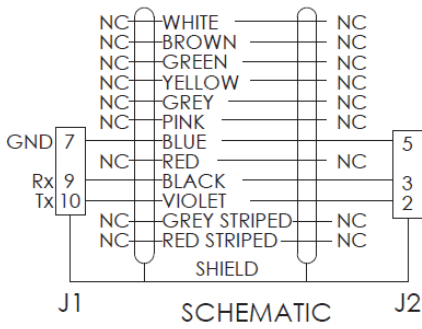 NC WHITE NC
NC BROWN NC
NC GREEN NC
NC YELLOW NC
NC GREY NC
NC PINK NC
GND 7 BLUE 5
NC RED NC
Rx 9 BLACK 3
Tx 10 VIOLET 2
NC GREY STRIPED NC
NC RED STRIPED NC
SHIELD
J1 SCHEMATIC J2